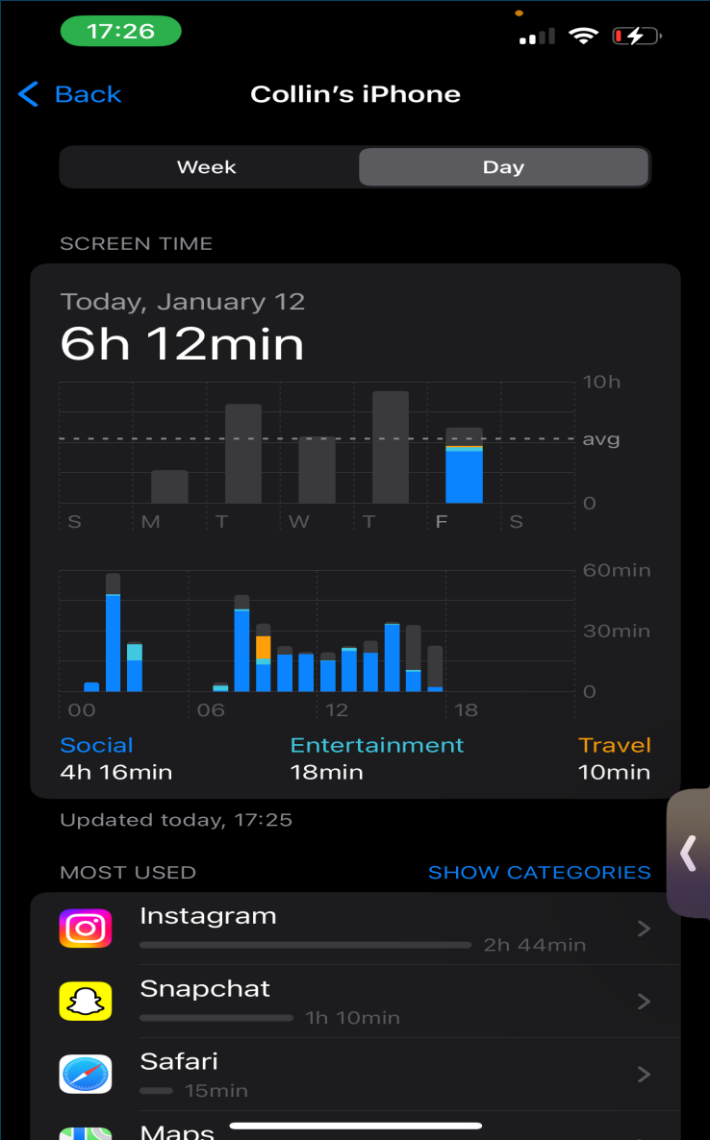 17:26
Back
Collin's iPhone
Week
Day
SCREEN TIME
Today, January 12
6h 12min
10h
avg
0
S M T W T F S
60min
30min
0
00 06 12 18
Social Entertainment Travel
4h 16min 18min 10min
Updated today, 17:25
MOST USED SHOW CATEGORIES
Instagram
2h 44min
Snapchat
1h 10min
Safari
15min
Maps